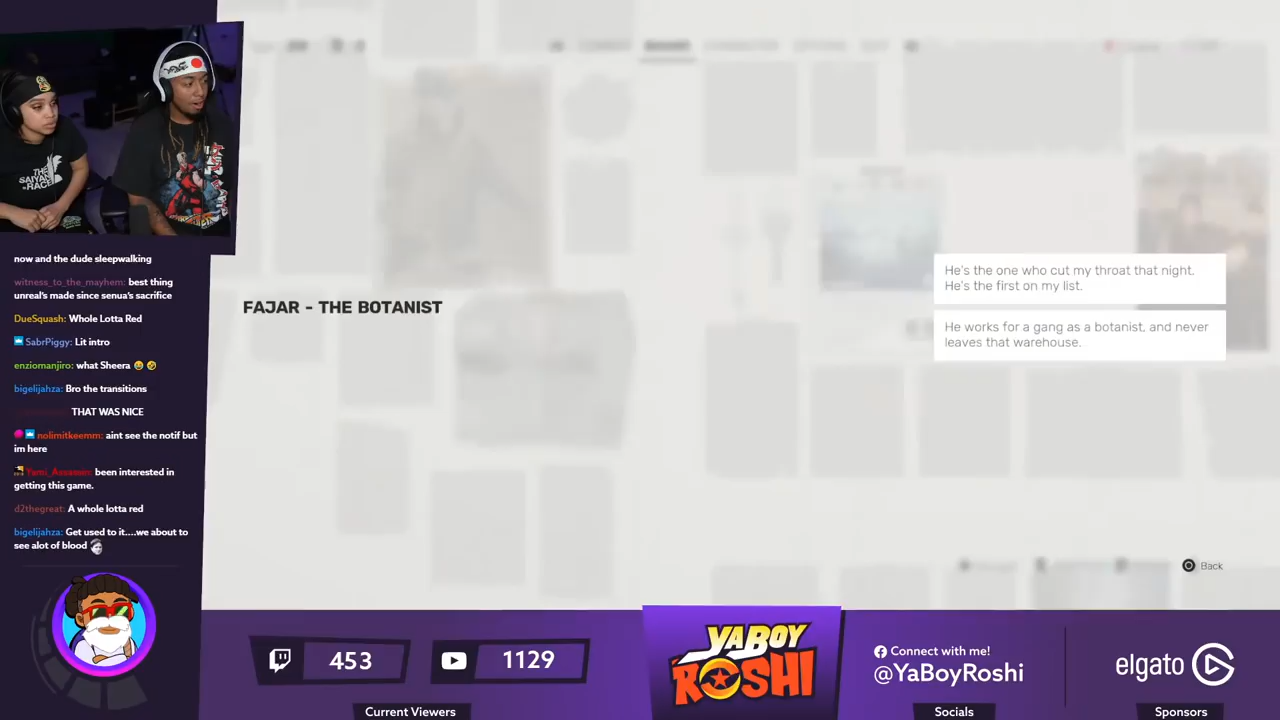 THE
SAIYAN
RACE
now and the dude sleepwalking
witness_to_the_mayhem: best thing
unreal's made since senua's sacrifice
DueSquash: Whole Lotta Red
SabrPiggy: Lit intro
enziomanjiro: what Sheera
bigelijahza: Bro the transitions
THAT WAS NICE
nolimitkeemm: aint see the notif but
im here
Yami_Assassin: been interested in
getting this game.
d2thegreat: A whole lotta red
bigelijahza: Get used to it....we about to
see alot of blood
FAJAR - THE BOTANIST
He's the one who cut my throat that night.
He's the first on my list.
He works for a gang as a botanist, and never
leaves that warehouse.
Back
453
1129
Current Viewers
YABOY
ROSHI
Connect with me!
@YaBoyRoshi
Socials
elgato
Sponsors